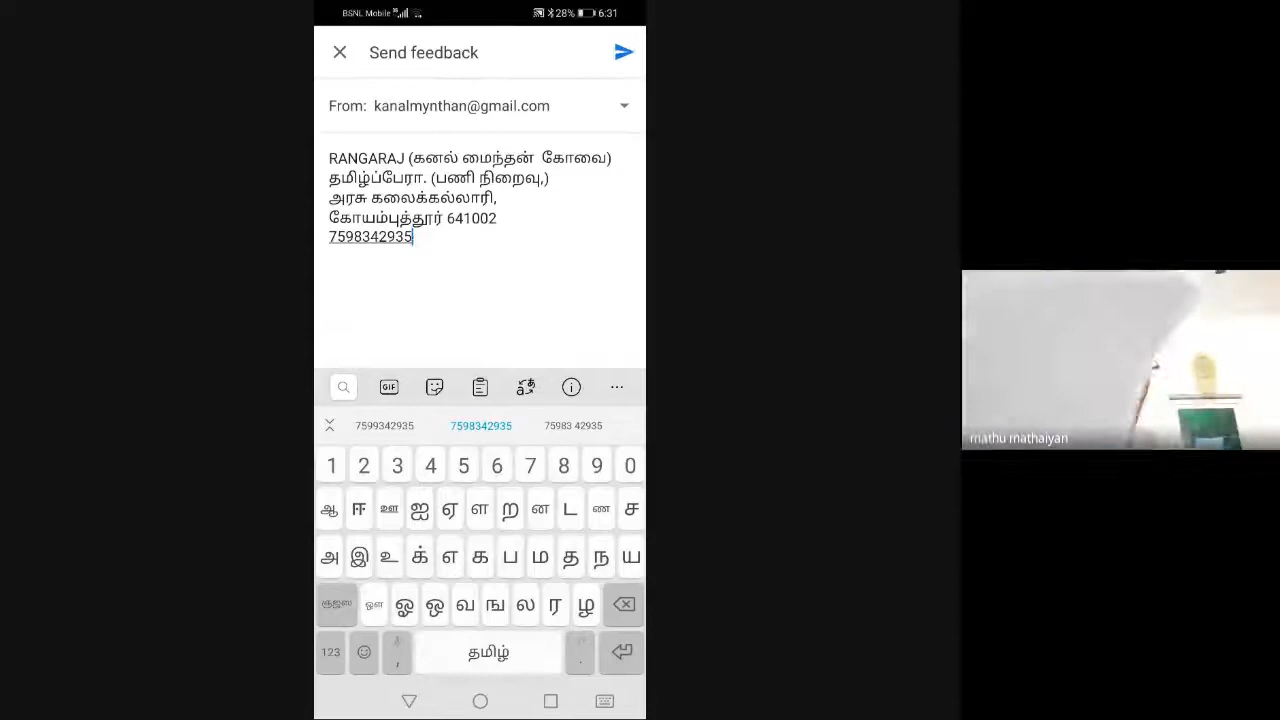 BSNL Mobile 28% 6:31
Send feedback
From: kanalmynthan@gmail.com
RANGARAJ (கனல் மைந்தன் கோவை)
தமிழ்ப்பேரா. (பணி நிறைவு,)
அரசு கலைக்கல்லாரி,
கோயம்புத்தூர் 641002
7598342935
GIF
7599342935 7598342935 75983 42935
1 2 3 4 5 6 7 8 9 0
ஆ ஈ ஊ ஐ ஏ ள ற ன ட ண ச
அ இ உ க் எ க ப ம த ந ய
ஞஜஸ ஔ ஓ ஒ வ ங ல ர ழ
123 , தமிழ் .
mathu mathaiyan